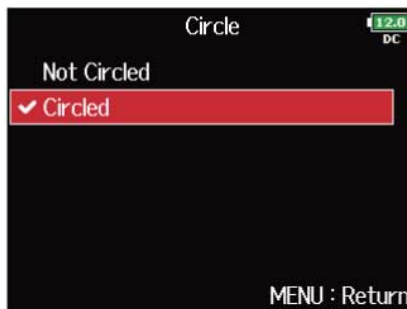 Circle
12.0
DC
Not Circled
Circled
MENU : Return